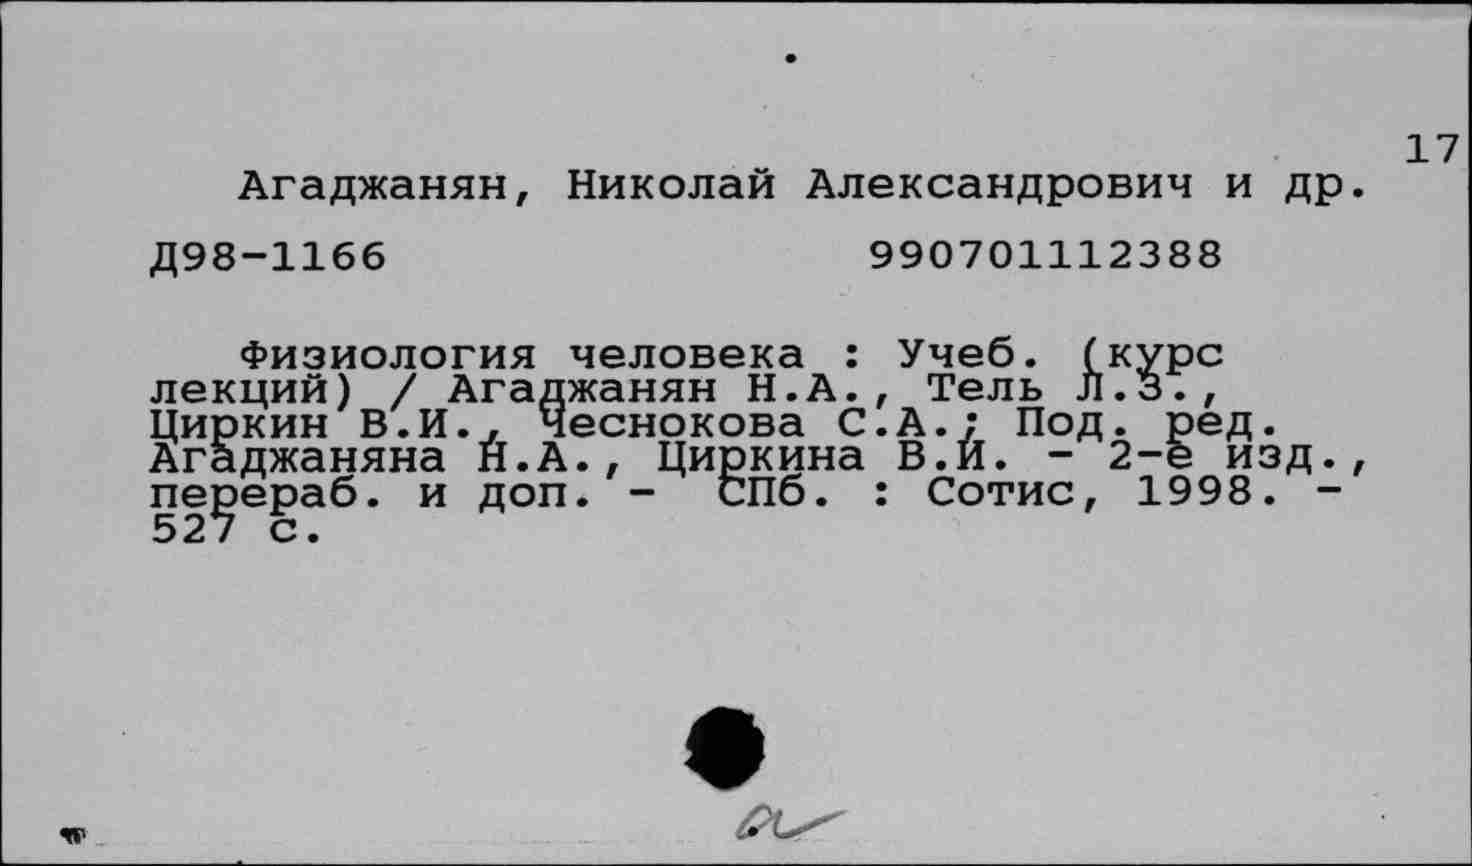 17
Агаджанян, Николай Александрович и др.
Д98-1166 990701112388
Физиология человека : Учеб. (курс
лекций) / Агаджанян Н.А., Тель Л.З.,
Циркин В.И., Чеснокова С.А.; Под. ред.
Агаджаняна Н.А., Циркина В.И. - 2-е изд.,
перераб. и доп. - СПб. : Сотис, 1998. -
527 с.